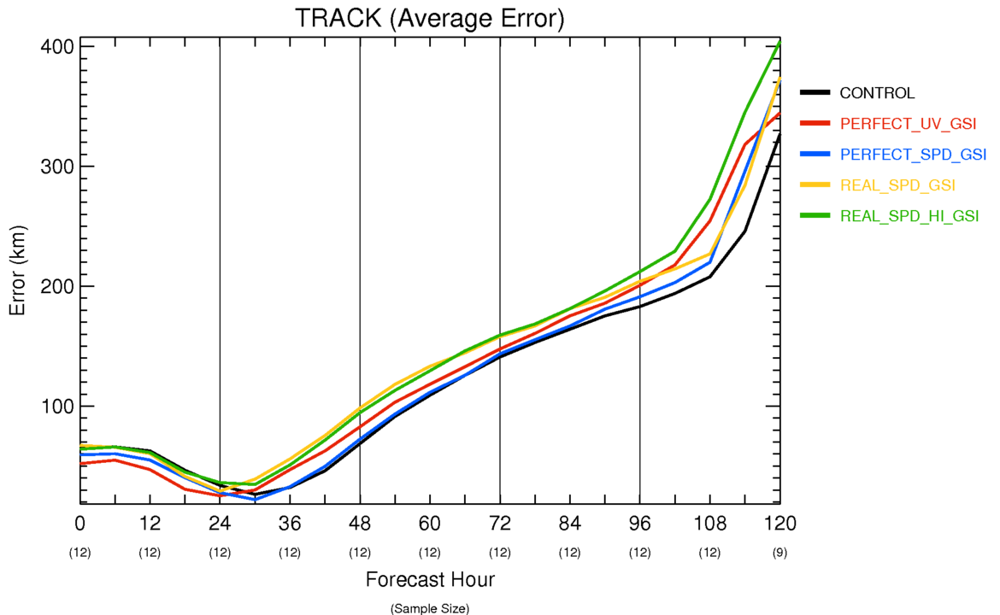 TRACK (Average Error)
400
300
200
100
Error (km)
CONTROL
PERFECT_UV_GSI
PERFECT_SPD_GSI
REAL_SPD_GSI
REAL_SPD_HI_GSI
0 12 24 36 48 60 72 84 96 108 120
(12) (12) (12) (12) (12) (12) (12) (12) (12) (12) (9)
Forecast Hour
(Sample Size)